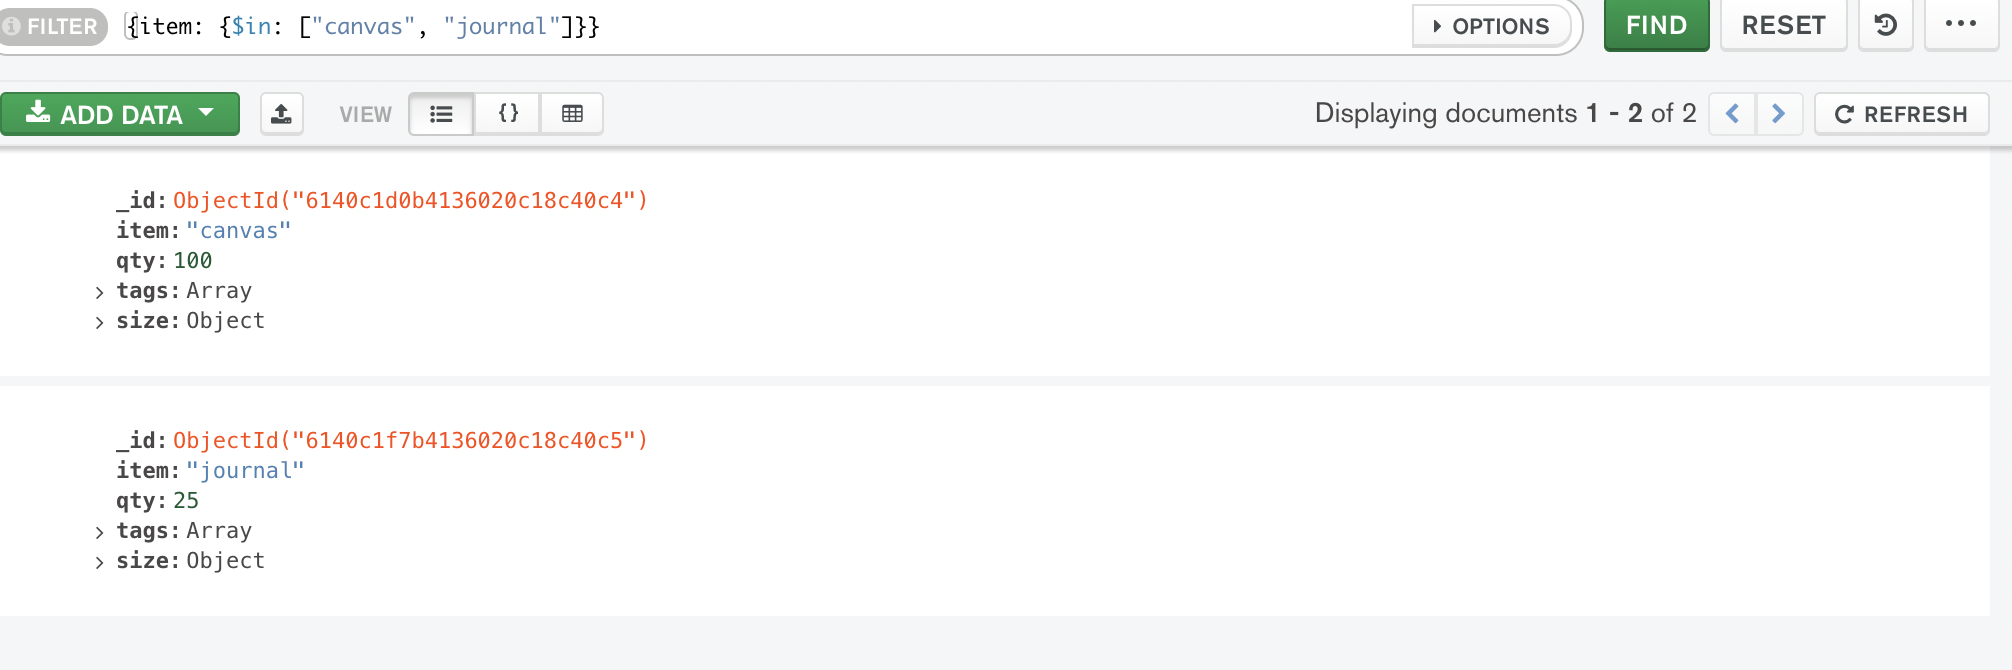 FILTER {item: {$in: ["canvas", "journal"]}} OPTIONS FIND RESET
ADD DATA VIEW {} Displaying documents 1 - 2 of 2 REFRESH
_id: ObjectId("6140c1d0b4136020c18c40c4")
item: "canvas"
qty: 100
tags: Array
size: Object
_id: ObjectId("6140c1f7b4136020c18c40c5")
item: "journal"
qty: 25
tags: Array
size: Object